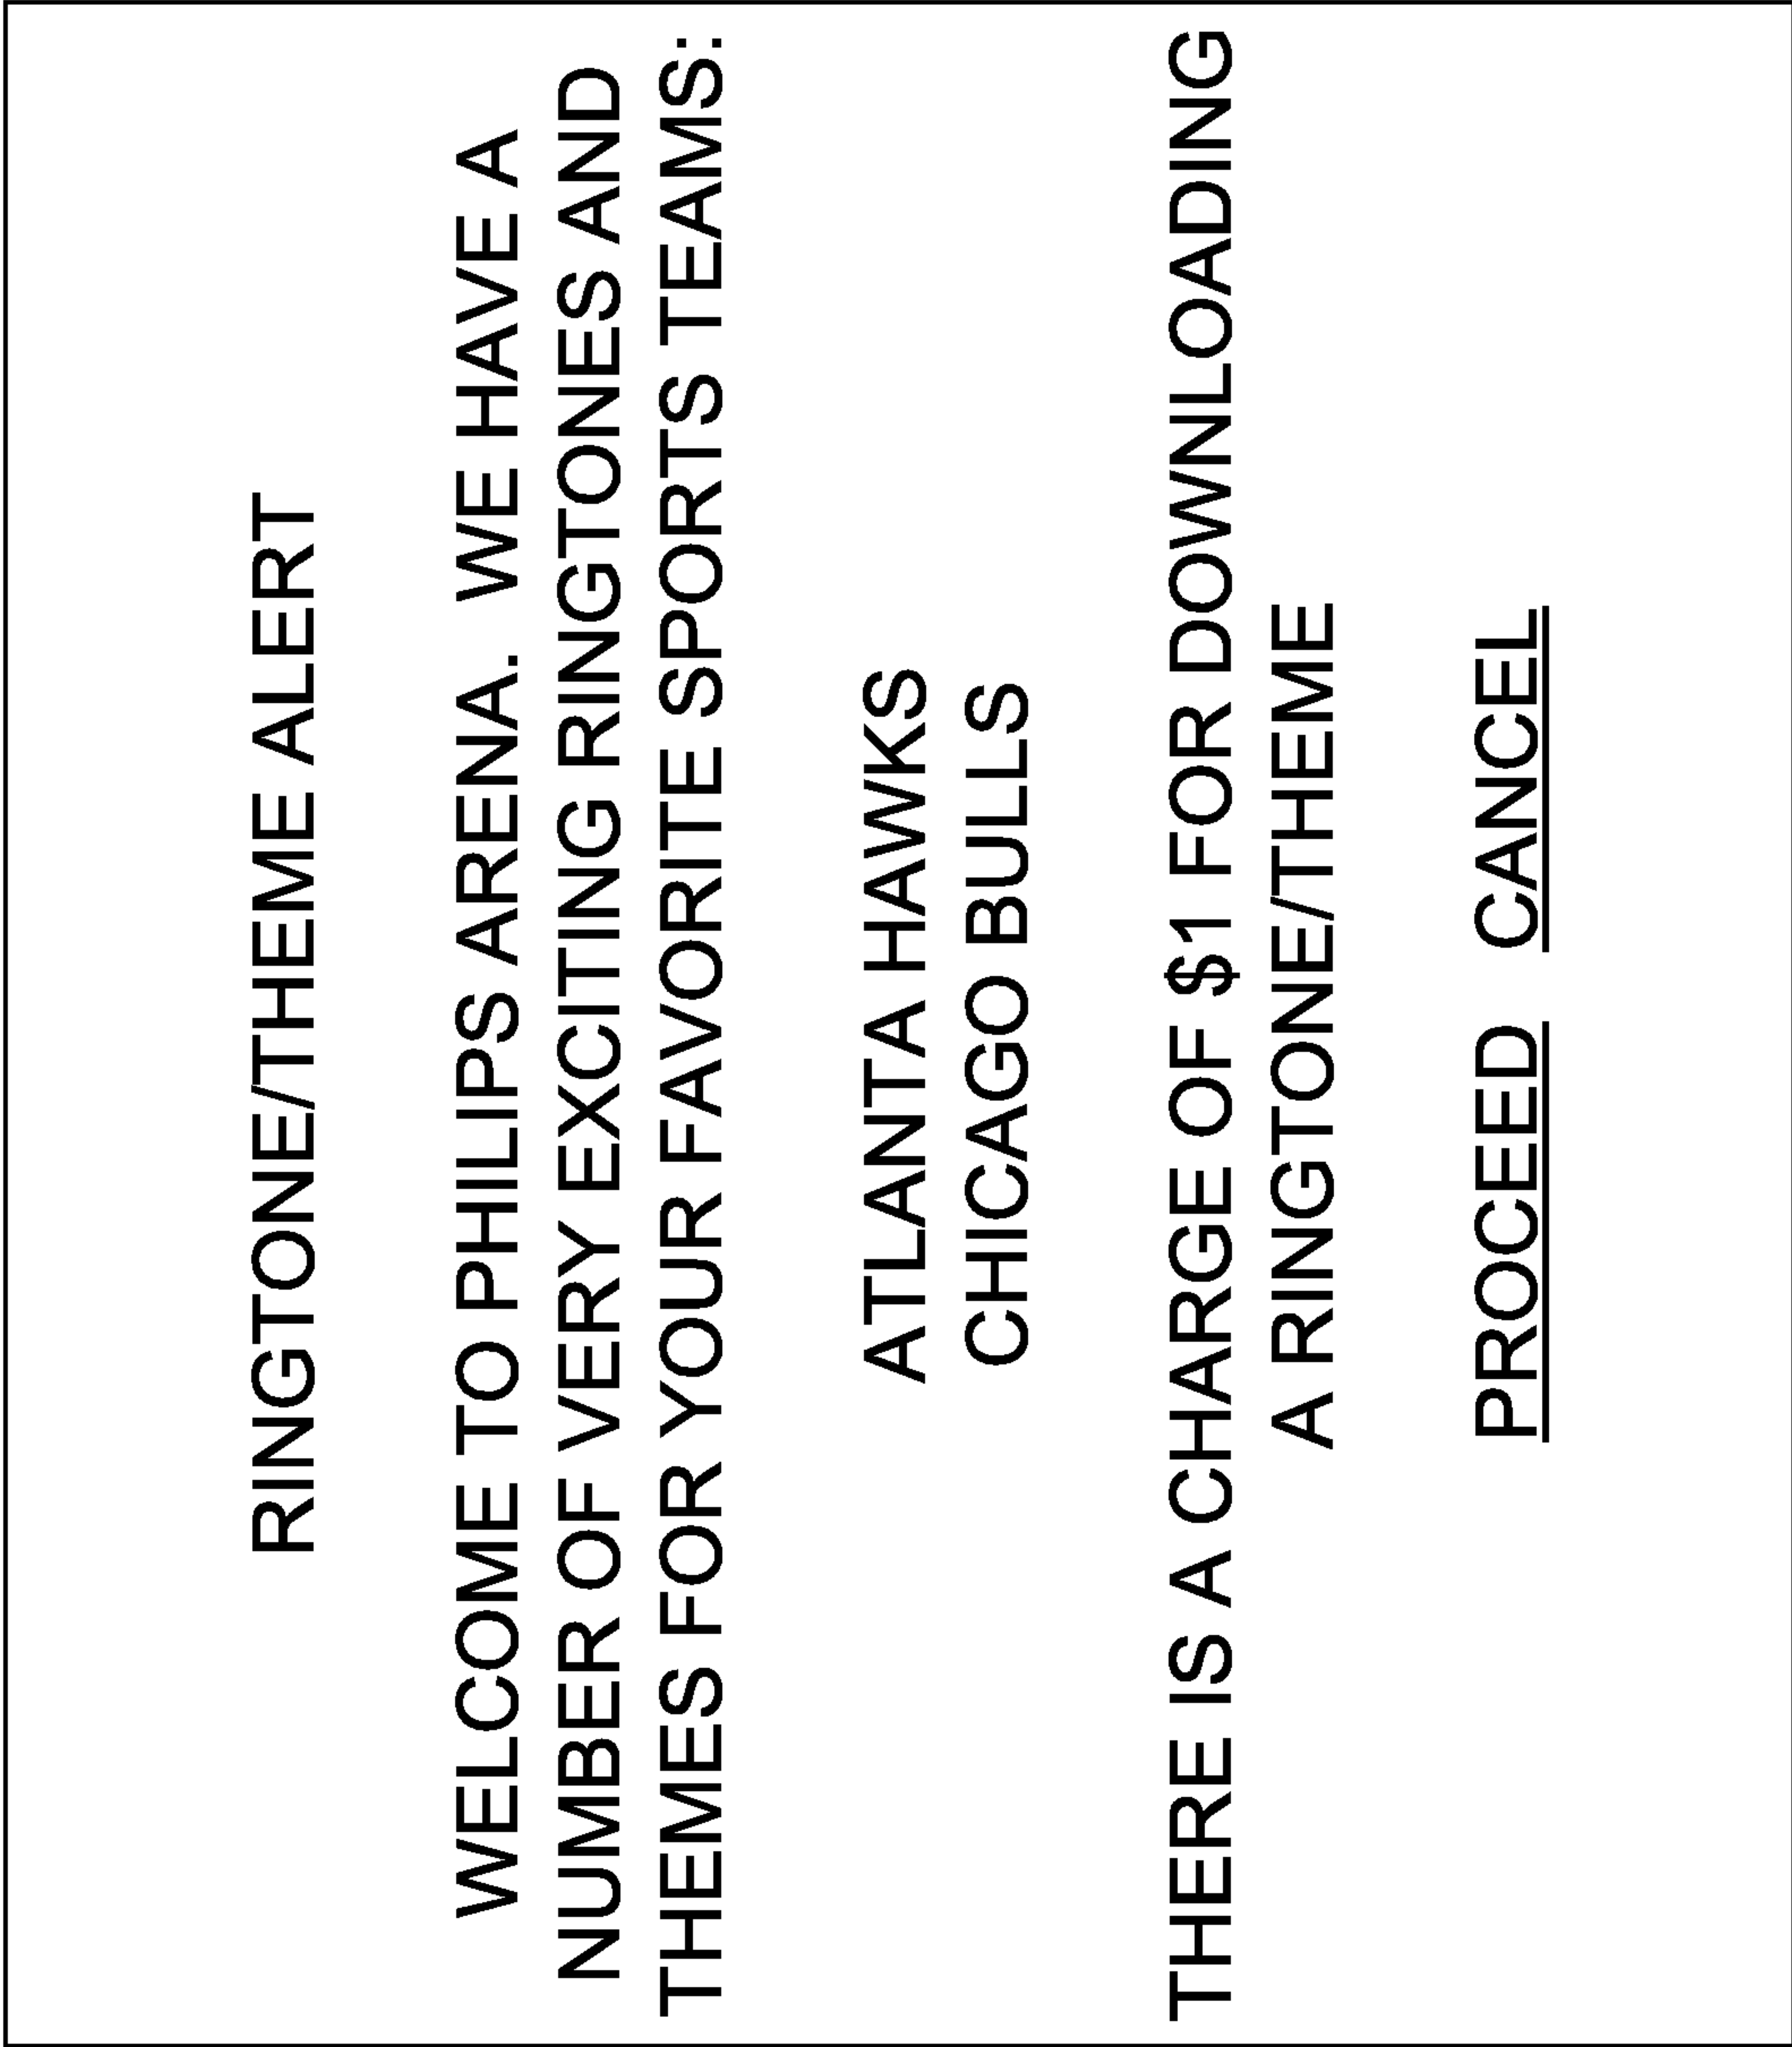 RINGTONE/THEME ALERT
WELCOME TO PHILIPS ARENA. WE HAVE A
NUMBER OF VERY EXCITING RINGTONES AND
THEMES FOR YOUR FAVORITE SPORTS TEAMS:
ATLANTA HAWKS
CHICAGO BULLS
THERE IS A CHARGE OF $1 FOR DOWNLOADING
A RINGTONE/THEME
PROCEED CANCEL